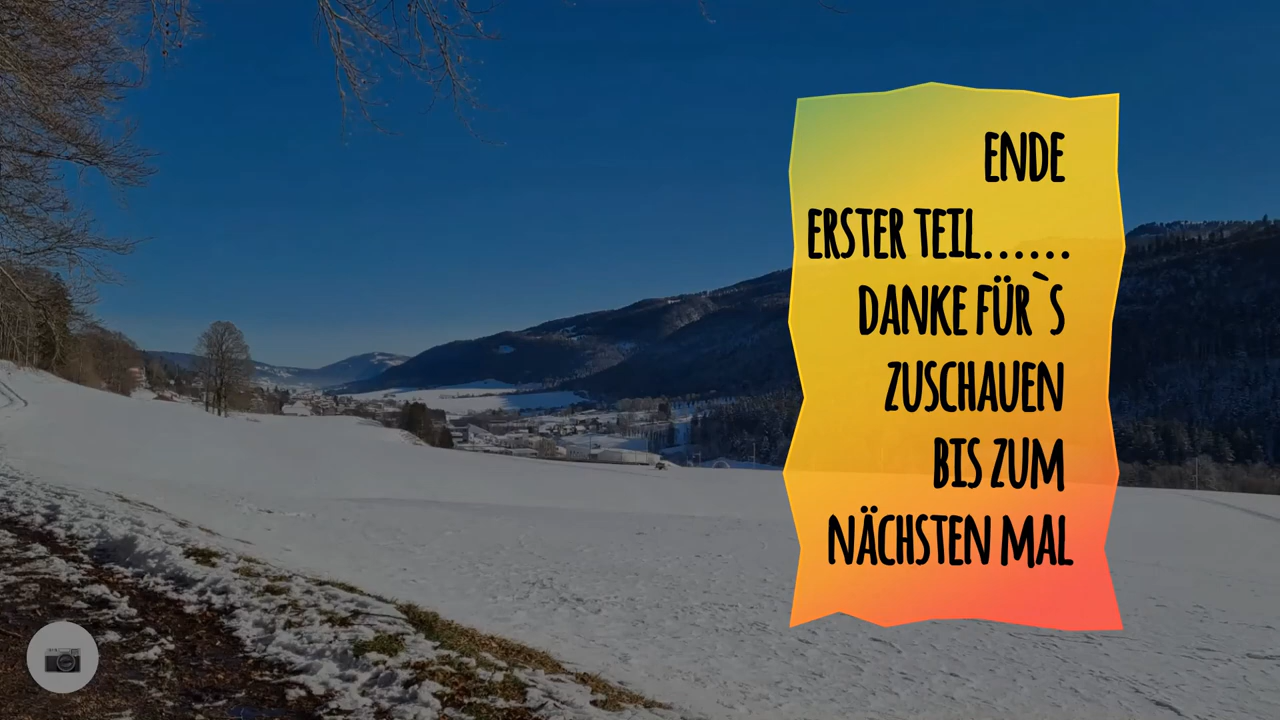 ENDE
ERSTER TEIL......
DANKE FÜR`S
ZUSCHAUEN
BIS ZUM
NÄCHSTEN MAL